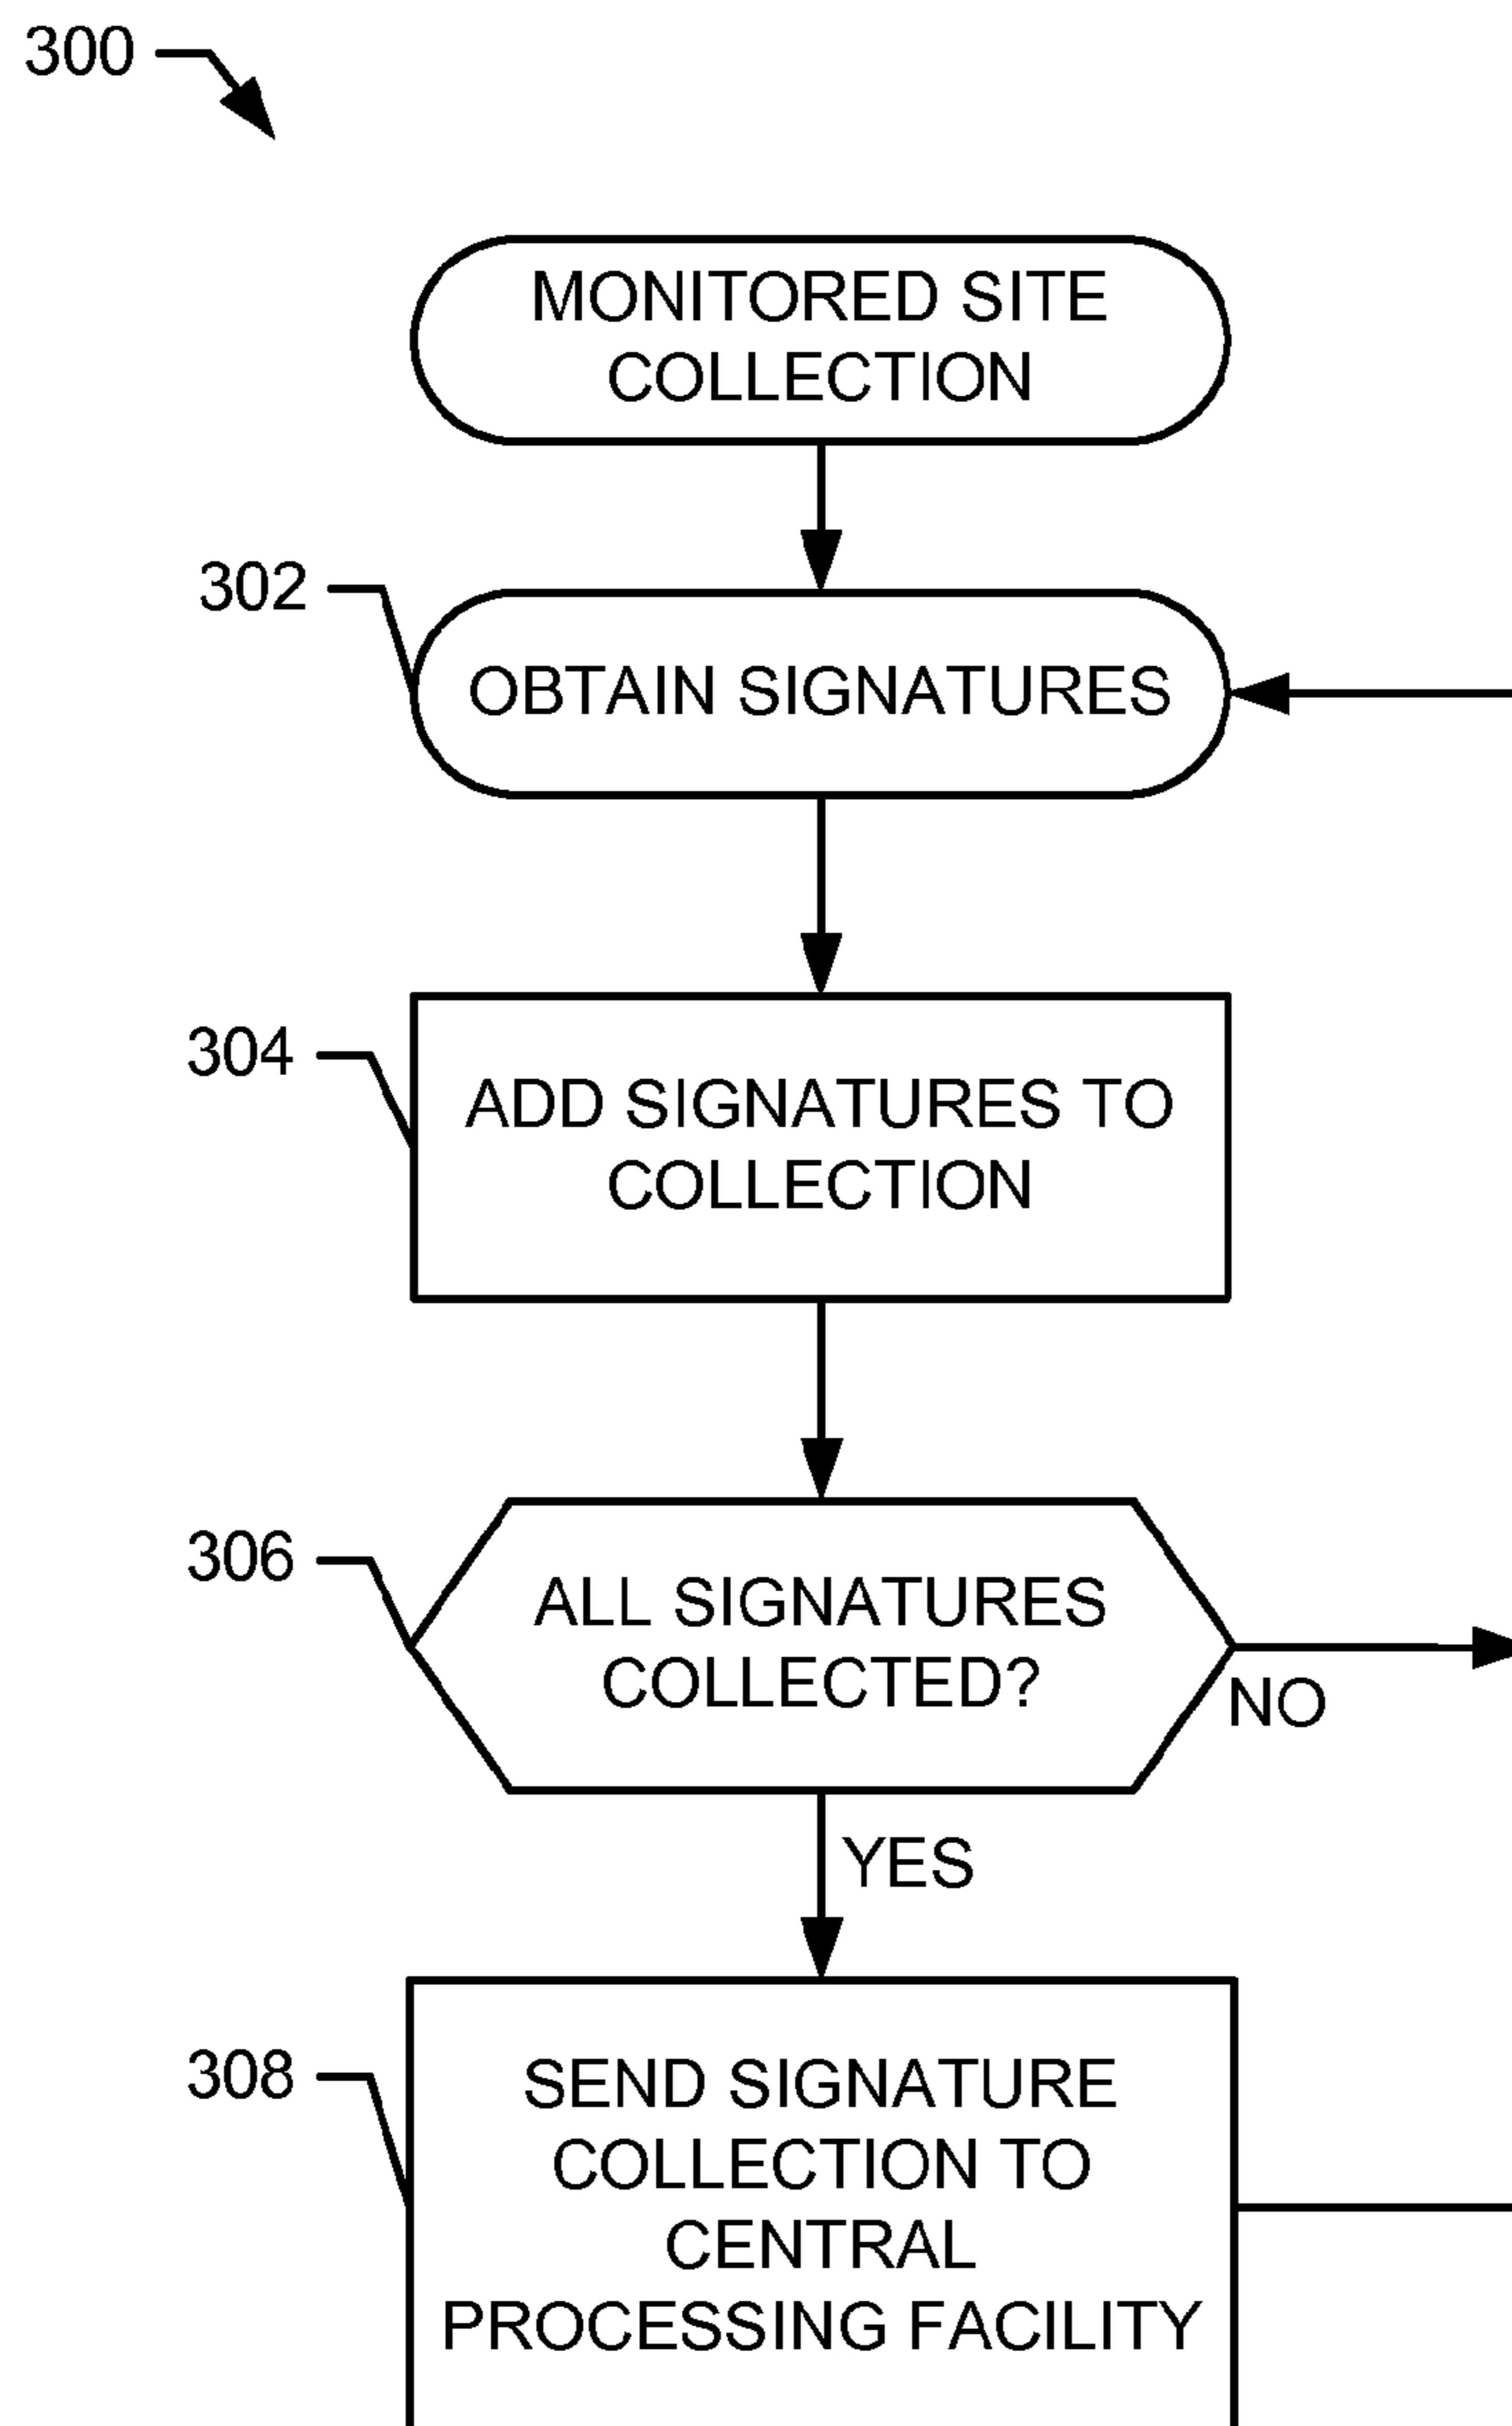 300
MONITORED SITE
COLLECTION
302
OBTAIN SIGNATURES
304
ADD SIGNATURES TO
COLLECTION
306
ALL SIGNATURES
COLLECTED?
NO
YES
308
SEND SIGNATURE
COLLECTION TO
CENTRAL
PROCESSING FACILITY